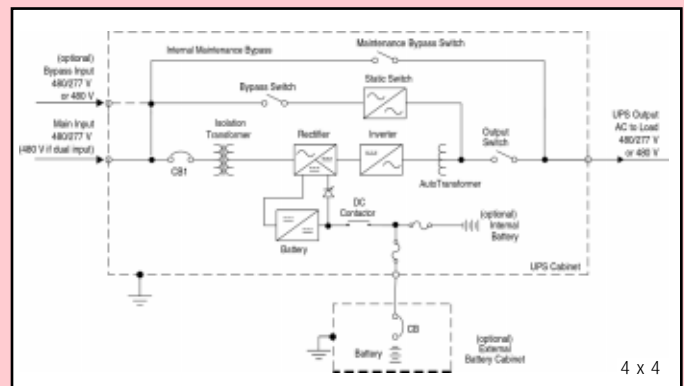 (optional)
Bypass Input
480/277 V
or 480 V
Internal Maintenance Bypass
Maintenance Bypass Switch
Bypass Switch
Static Switch
Main Input
480/277 V
(480 V if dual input)
Isolation
Transformer
Rectifier
Inverter
Output
Switch
UPS Output
AC to Load
480/277 V
or 480 V
CB1
AutoTransformer
DC
Contactor
(optional)
Internal
Battery
Battery
UPS Cabinet
CB
Battery
(optional)
External
Battery Cabinet
4 x 4